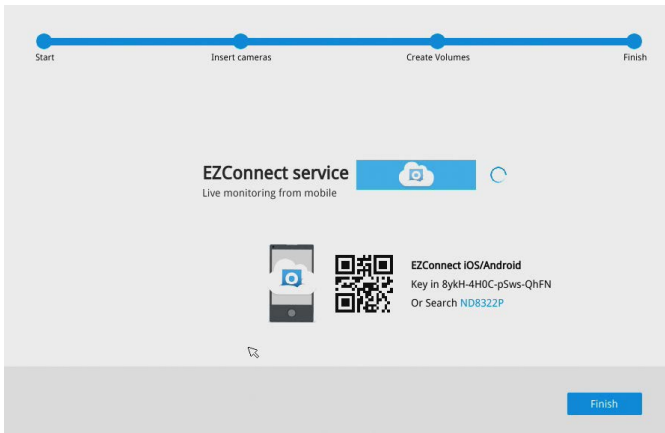 Start
Insert cameras
Create Volumes
Finish
EZConnect service
Live monitoring from mobile
EZConnect iOS/Android
Key in 8ykH-4H0C-pSws-QhFN
Or Search ND8322P
Finish